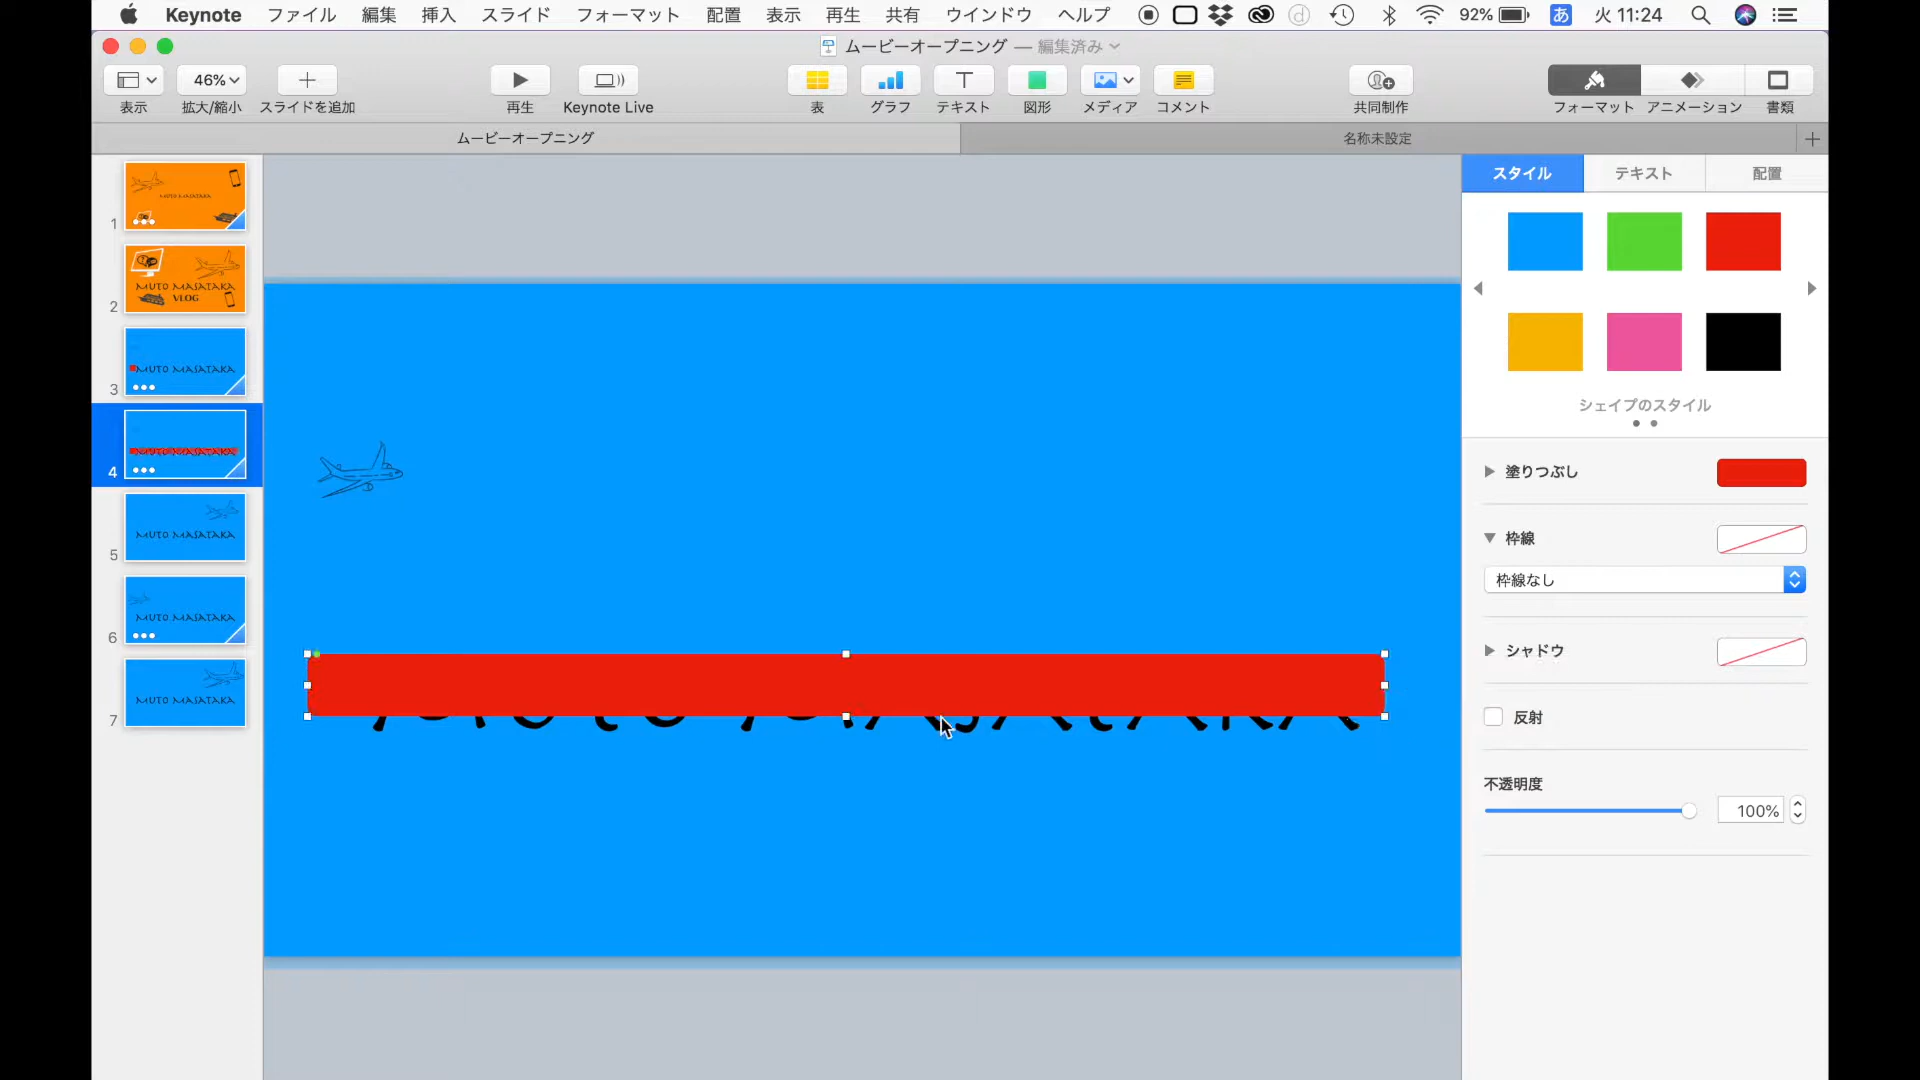 Keynote ファイル 編集 挿入 スライド フォーマット 配置 表示 再生 共有 ウインドウ ヘルプ 92% あ 火 11:24
ムービーオープニング — 編集済み
46%
表示 拡大/縮小 スライドを追加 再生 Keynote Live 表 グラフ テキスト 図形 メディア コメント 共同制作 フォーマット アニメーション 書類
ムービーオープニング 名称未設定
スタイル テキスト 配置
MUTO MASATAKA
1
MUTO MASATAKA
VLOG
2
MUTO MASATAKA
3
4
MUTO MASATAKA
5
MUTO MASATAKA
6
MUTO MASATAKA
7
シェイプのスタイル
塗りつぶし
枠線
枠線なし
シャドウ
反射
不透明度
100%